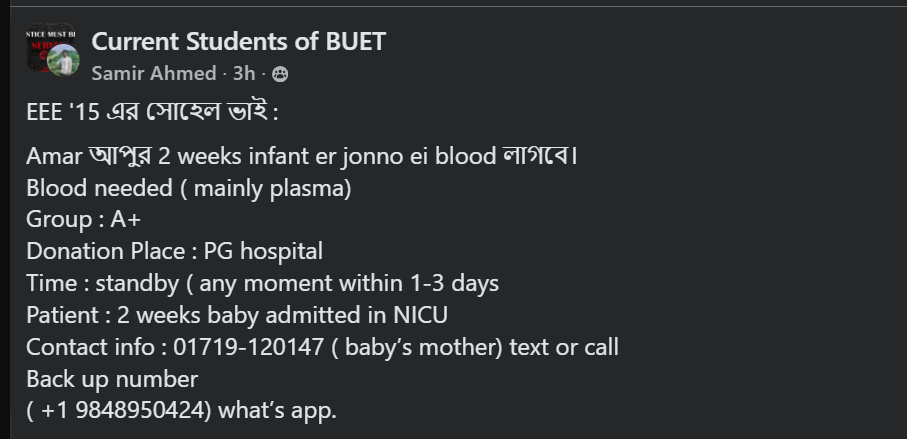 STICE MUST BE
Current Students of BUET
Samir Ahmed · 3h ·
EEE '15 এর সোহেল ভাই :
Amar আপুর 2 weeks infant er jonno ei blood লাগবে।
Blood needed ( mainly plasma)
Group : A+
Donation Place : PG hospital
Time : standby ( any moment within 1-3 days
Patient : 2 weeks baby admitted in NICU
Contact info : 01719-120147 ( baby’s mother) text or call
Back up number
( +1 9848950424) what’s app.